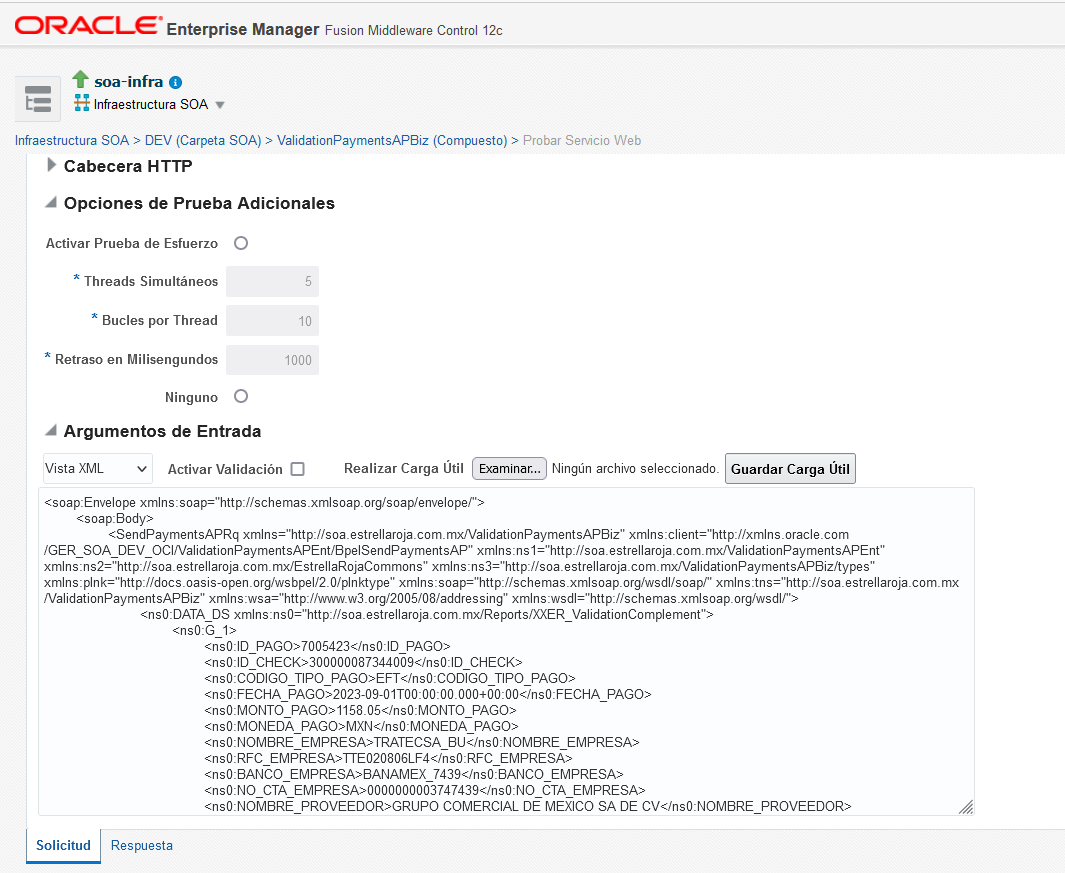 ORACLE® Enterprise Manager Fusion Middleware Control 12c
soa-infra
Infraestructura SOA
Infraestructura SOA > DEV (Carpeta SOA) > ValidationPaymentsAPBiz (Compuesto) > Probar Servicio Web
Cabecera HTTP
Opciones de Prueba Adicionales
Activar Prueba de Esfuerzo
* Threads Simultáneos 5
* Bucles por Thread 10
* Retraso en Milisengundos 1000
Ninguno
Argumentos de Entrada
Vista XML Activar Validación Realizar Carga Útil Examinar... Ningún archivo seleccionado. Guardar Carga Útil
<soap:Envelope xmlns:soap="http://schemas.xmlsoap.org/soap/envelope/">
<soap:Body>
<SendPaymentsAPRq xmlns="http://soa.estrellaroja.com.mx/ValidationPaymentsAPBiz" xmlns:client="http://xmlns.oracle.com
/GER_SOA_DEV_OCI/ValidationPaymentsAPEnt/BpelSendPaymentsAP" xmlns:ns1="http://soa.estrellaroja.com.mx/ValidationPaymentsAPEnt"
xmlns:ns2="http://soa.estrellaroja.com.mx/EstrellaRojaCommons" xmlns:ns3="http://soa.estrellaroja.com.mx/ValidationPaymentsAPBiz/types"
xmlns:plnk="http://docs.oasis-open.org/wsbpel/2.0/plnktype" xmlns:soap="http://schemas.xmlsoap.org/wsdl/soap/" xmlns:tns="http://soa.estrellaroja.com.mx
/ValidationPaymentsAPBiz" xmlns:wsa="http://www.w3.org/2005/08/addressing" xmlns:wsdl="http://schemas.xmlsoap.org/wsdl/">
<ns0:DATA_DS xmlns:ns0="http://soa.estrellaroja.com.mx/Reports/XXER_ValidationComplement">
<ns0:G_1>
<ns0:ID_PAGO>7005423</ns0:ID_PAGO>
<ns0:ID_CHECK>300000087344009</ns0:ID_CHECK>
<ns0:CODIGO_TIPO_PAGO>EFT</ns0:CODIGO_TIPO_PAGO>
<ns0:FECHA_PAGO>2023-09-01T00:00:00.000+00:00</ns0:FECHA_PAGO>
<ns0:MONTO_PAGO>1158.05</ns0:MONTO_PAGO>
<ns0:MONEDA_PAGO>MXN</ns0:MONEDA_PAGO>
<ns0:NOMBRE_EMPRESA>TRATECSA_BU</ns0:NOMBRE_EMPRESA>
<ns0:RFC_EMPRESA>TTE020806LF4</ns0:RFC_EMPRESA>
<ns0:BANCO_EMPRESA>BANAMEX_7439</ns0:BANCO_EMPRESA>
<ns0:NO_CTA_EMPRESA>0000000003747439</ns0:NO_CTA_EMPRESA>
<ns0:NOMBRE_PROVEEDOR>GRUPO COMERCIAL DE MEXICO SA DE CV</ns0:NOMBRE_PROVEEDOR>
Solicitud Respuesta